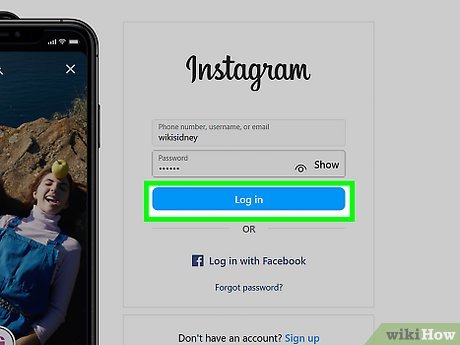 Instagram
Phone number, username, or email
wikisidney
Password
•••••• Show
Log in
OR
Log in with Facebook
Forgot password?
Don't have an account? Sign up
wikiHow